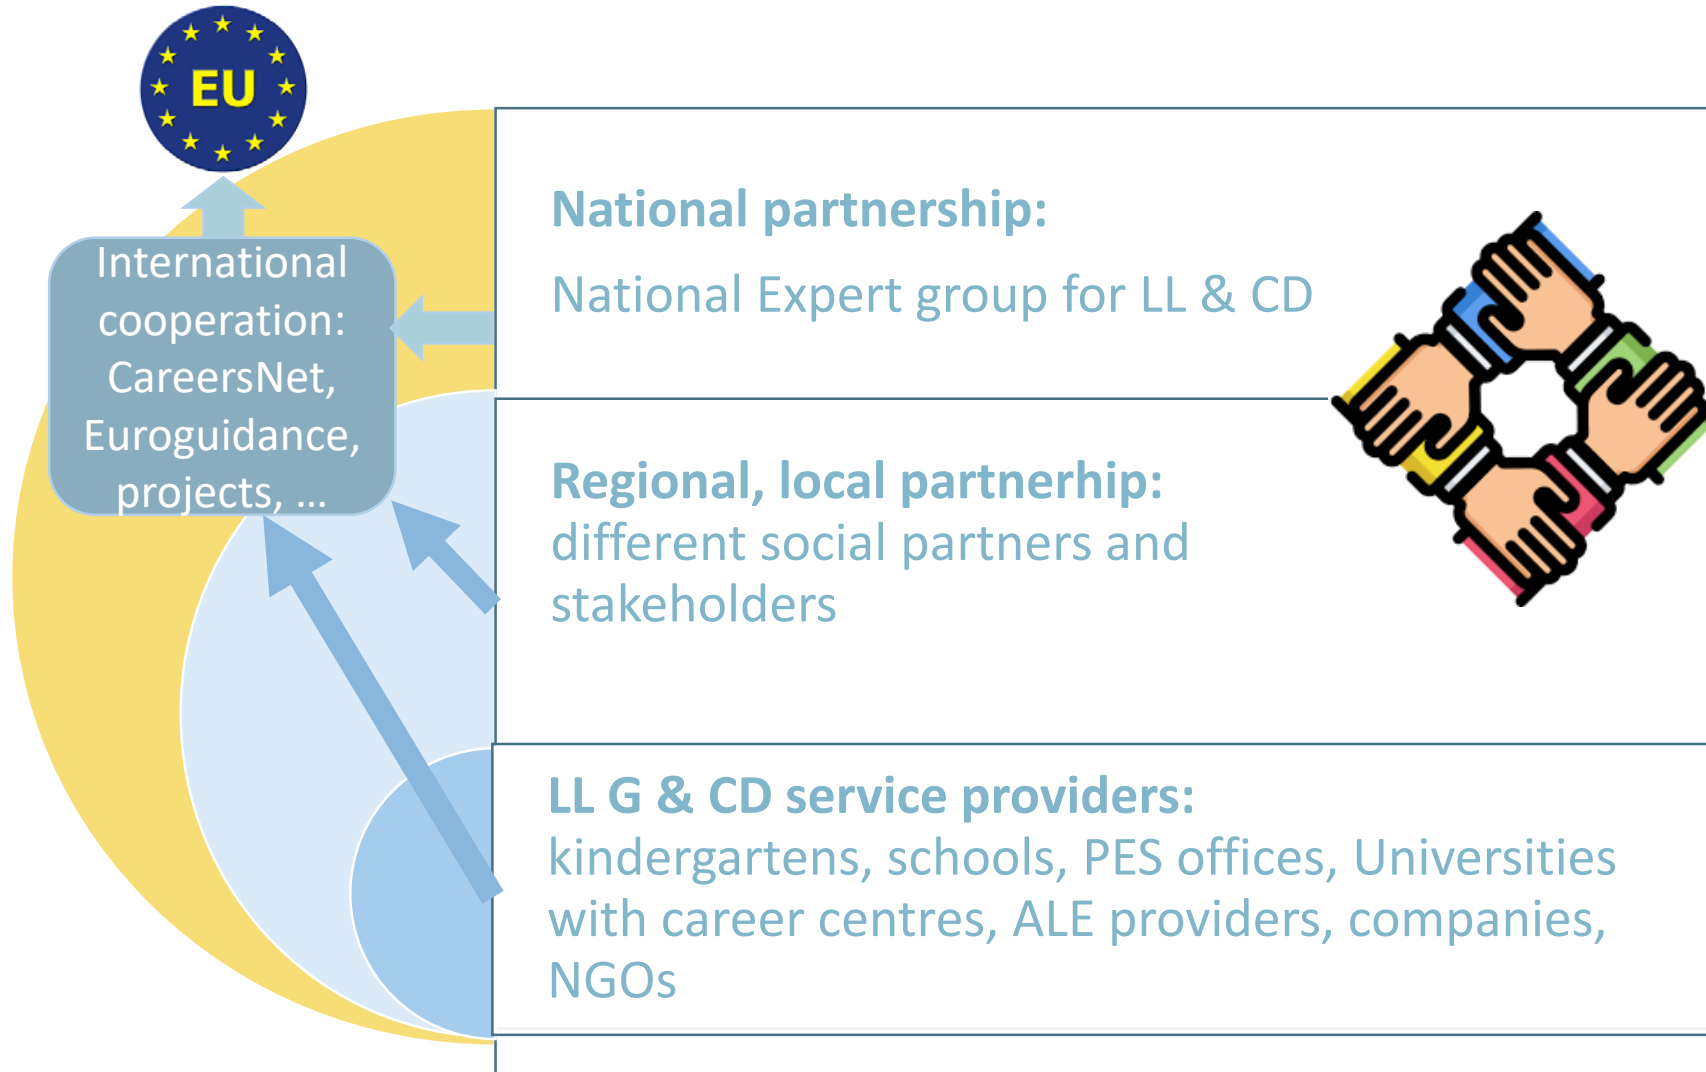 EU
International
cooperation:
CareersNet,
Euroguidance,
projects, ...
National partnership:
National Expert group for LL & CD
Regional, local partnerhip:
different social partners and
stakeholders
LL G & CD service providers:
kindergartens, schools, PES offices, Universities
with career centres, ALE providers, companies,
NGOs